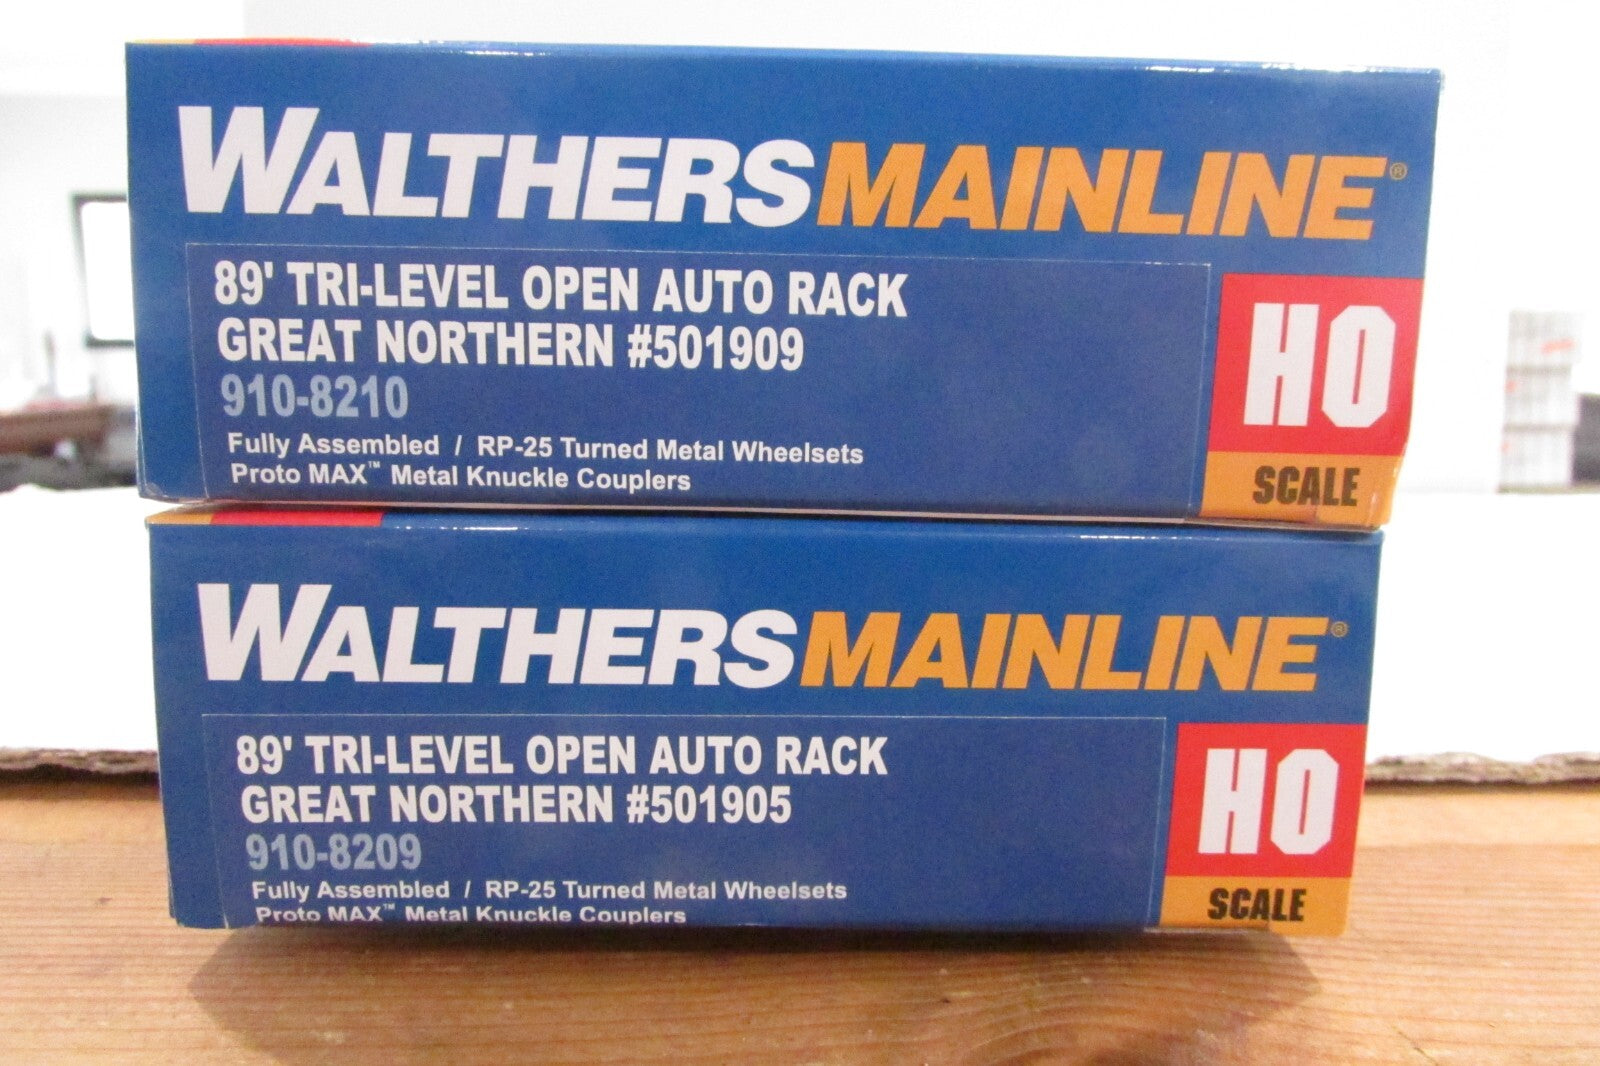 WALTHERSMAINLINE®
89' TRI-LEVEL OPEN AUTO RACK
GREAT NORTHERN #501909
910-8210
Fully Assembled / RP-25 Turned Metal Wheelsets
Proto MAX™ Metal Knuckle Couplers
HO
SCALE
WALTHERSMAINLINE®
89' TRI-LEVEL OPEN AUTO RACK
GREAT NORTHERN #501905
910-8209
Fully Assembled / RP-25 Turned Metal Wheelsets
Proto MAX™ Metal Knuckle Couplers
HO
SCALE